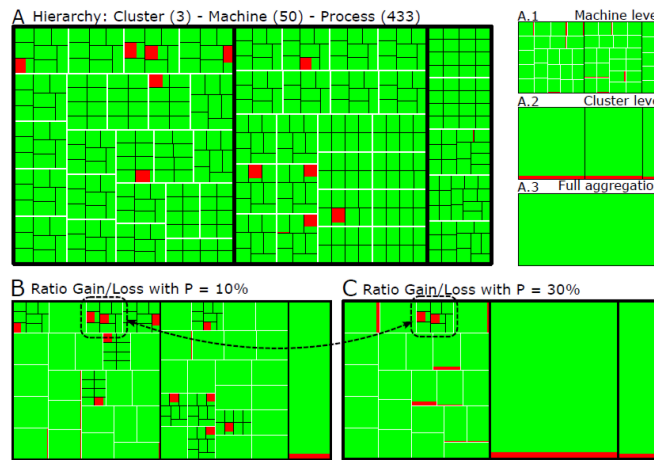 A Hierarchy: Cluster (3) - Machine (50) - Process (433)
A.1 Machine leve
A.2 Cluster leve
A.3 Full aggregation
B Ratio Gain/Loss with P = 10%
C Ratio Gain/Loss with P = 30%